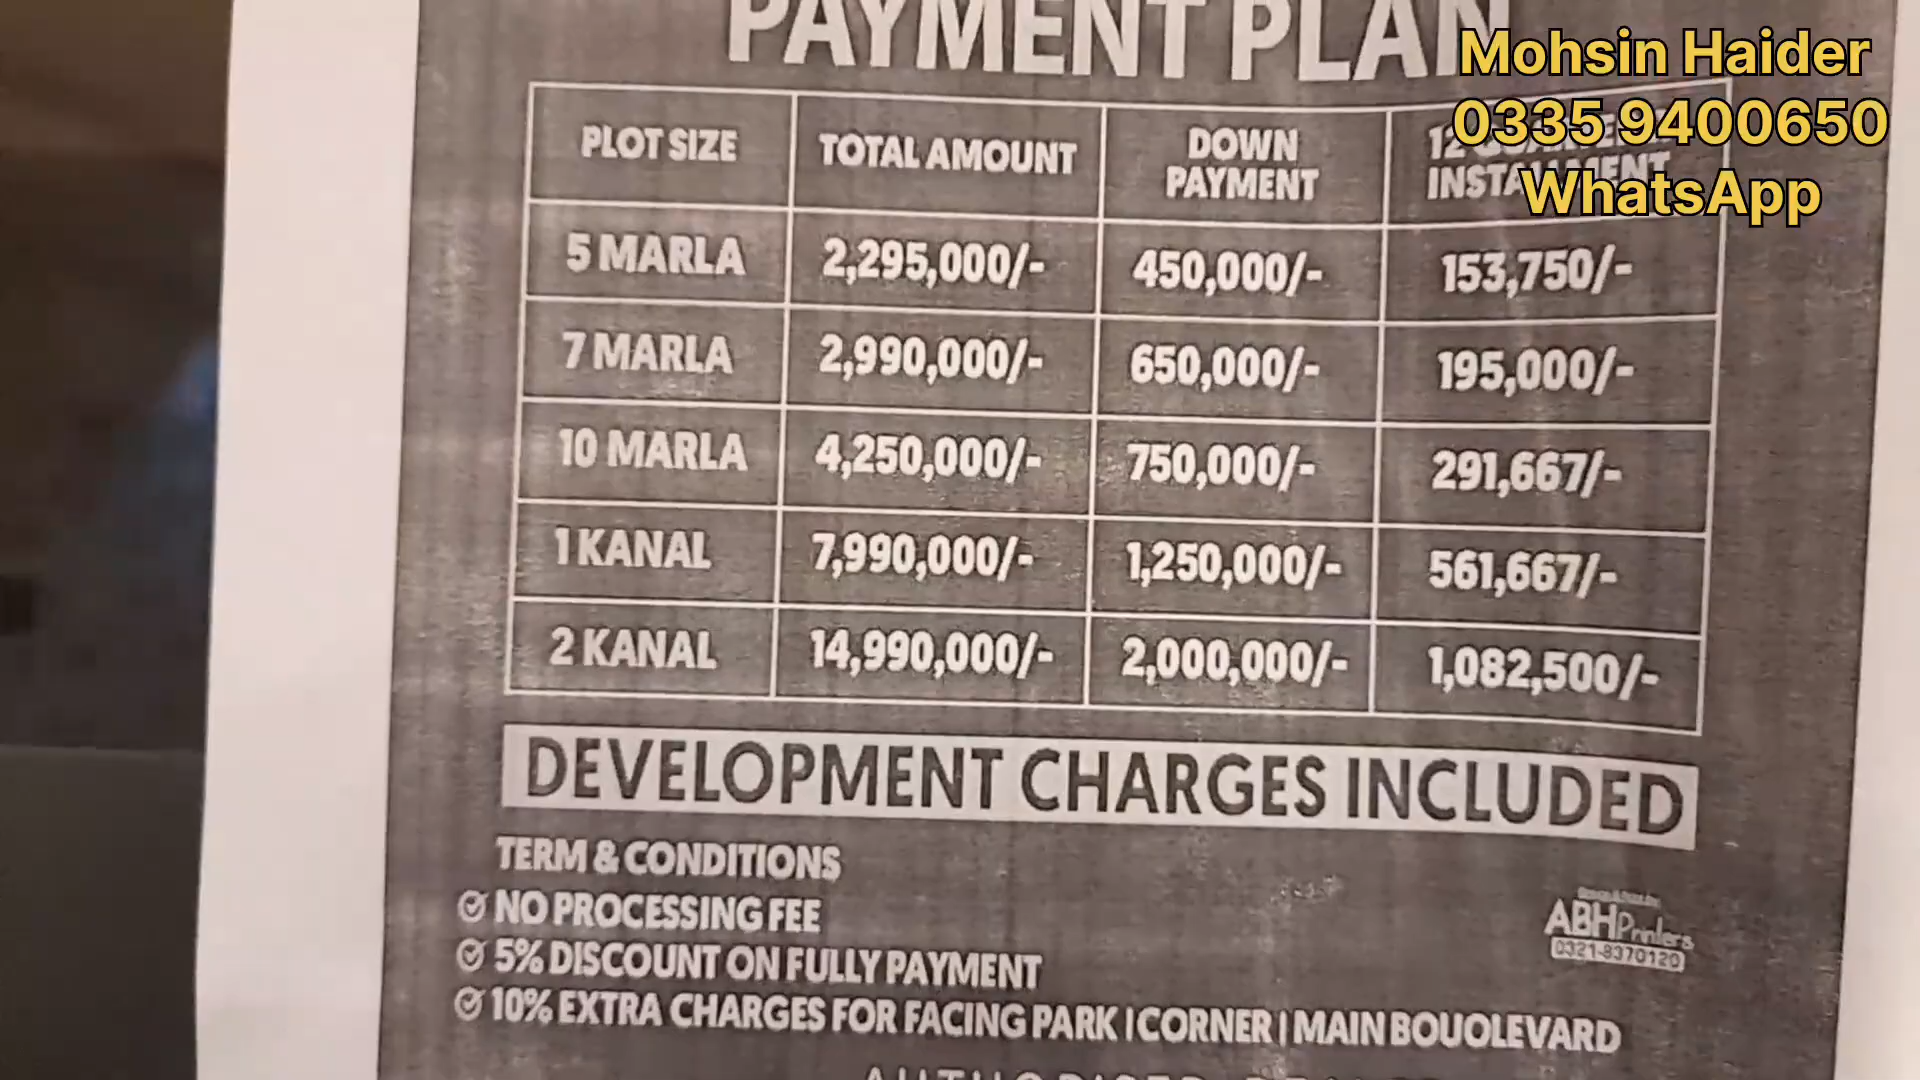 PAYMENT PLAN
Mohsin Haider
0335 9400650
WhatsApp
PLOT SIZE
TOTAL AMOUNT
DOWN
PAYMENT
12 QUARTERLY
INSTALLMENT
5 MARLA 2,295,000/- 450,000/- 153,750/-
7 MARLA 2,990,000/- 650,000/- 195,000/-
10 MARLA 4,250,000/- 750,000/- 291,667/-
1 KANAL 7,990,000/- 1,250,000/- 561,667/-
2 KANAL 14,990,000/- 2,000,000/- 1,082,500/-
DEVELOPMENT CHARGES INCLUDED
TERM & CONDITIONS
NO PROCESSING FEE
5% DISCOUNT ON FULLY PAYMENT
10% EXTRA CHARGES FOR FACING PARK | CORNER | MAIN BOUOLEVARD
ABH Printers
0321-8370120